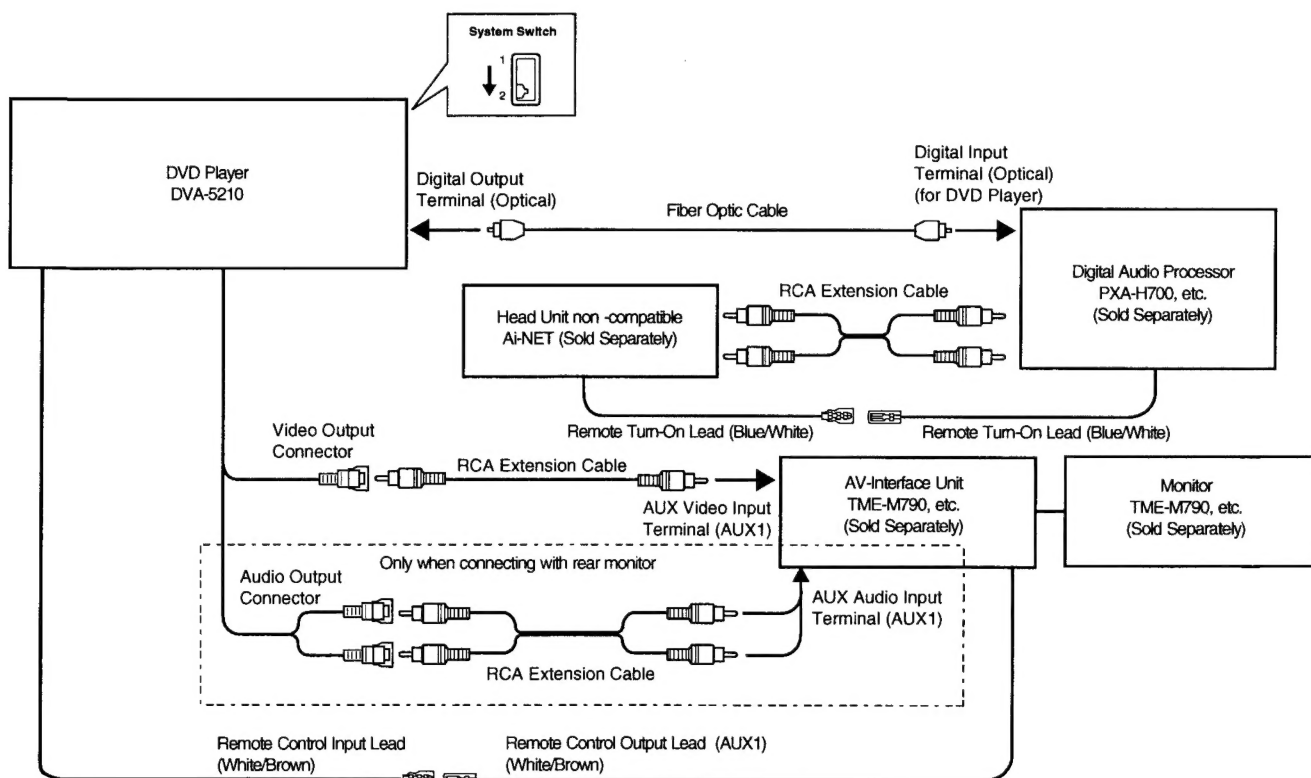 System Switch
1
2
DVD Player
DVA-5210
Digital Output
Terminal (Optical)
Fiber Optic Cable
Digital Input
Terminal (Optical)
(for DVD Player)
Digital Audio Processor
PXA-H700, etc.
(Sold Separately)
Head Unit non -compatible
Ai-NET (Sold Separately)
RCA Extension Cable
Remote Turn-On Lead (Blue/White)
Remote Turn-On Lead (Blue/White)
Video Output
Connector
RCA Extension Cable
AUX Video Input
Terminal (AUX1)
AV-Interface Unit
TME-M790, etc.
(Sold Separately)
Monitor
TME-M790, etc.
(Sold Separately)
Only when connecting with rear monitor
Audio Output
Connector
RCA Extension Cable
AUX Audio Input
Terminal (AUX1)
Remote Control Input Lead
(White/Brown)
Remote Control Output Lead (AUX1)
(White/Brown)